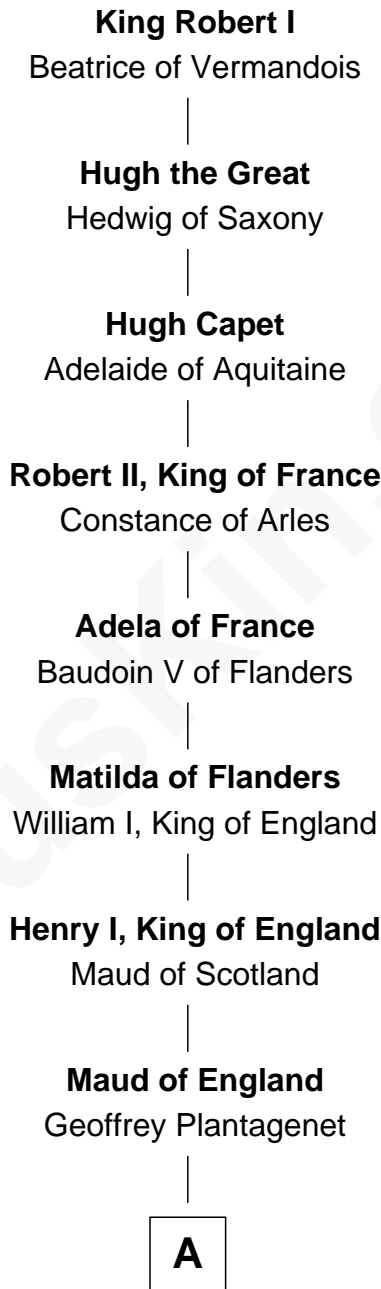 King Robert I
Beatrice of Vermandois
Hugh the Great
Hedwig of Saxony
Hugh Capet
Adelaide of Aquitaine
Robert II, King of France
Constance of Arles
Adela of France
Baudoin V of Flanders
Matilda of Flanders
William I, King of England
Henry I, King of England
Maud of Scotland
Maud of England
Geoffrey Plantagenet
A